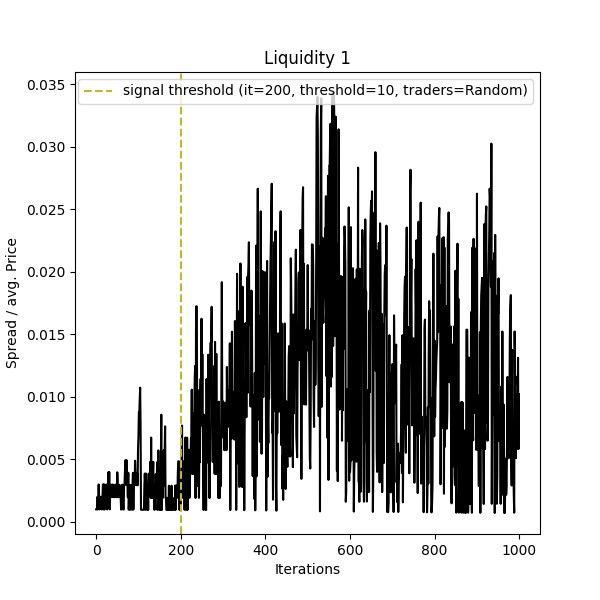 Liquidity 1
signal threshold (it=200, threshold=10, traders=Random)
Spread / avg. Price
0.035
0.030
0.025
0.020
0.015
0.010
0.005
0.000
0 200 400 600 800 1000
Iterations